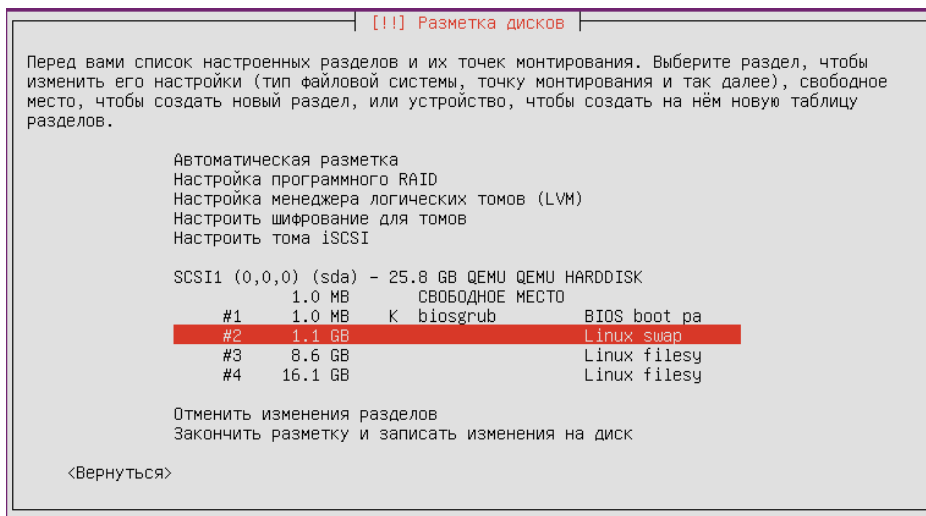 [!!] Разметка дисков
Перед вами список настроенных разделов и их точек монтирования. Выберите раздел, чтобы
изменить его настройки (тип файловой системы, точку монтирования и так далее), свободное
место, чтобы создать новый раздел, или устройство, чтобы создать на нём новую таблицу
разделов.
Автоматическая разметка
Настройка программного RAID
Настройка менеджера логических томов (LVM)
Настроить шифрование для томов
Настроить тома iSCSI
SCSI1 (0,0,0) (sda) – 25.8 GB QEMU QEMU HARDDISK
1.0 MB СВОБОДНОЕ МЕСТО
#1 1.0 MB K biosgrub BIOS boot pa
#2 1.1 GB Linux swap
#3 8.6 GB Linux filesy
#4 16.1 GB Linux filesy
Отменить изменения разделов
Закончить разметку и записать изменения на диск
<Вернуться>